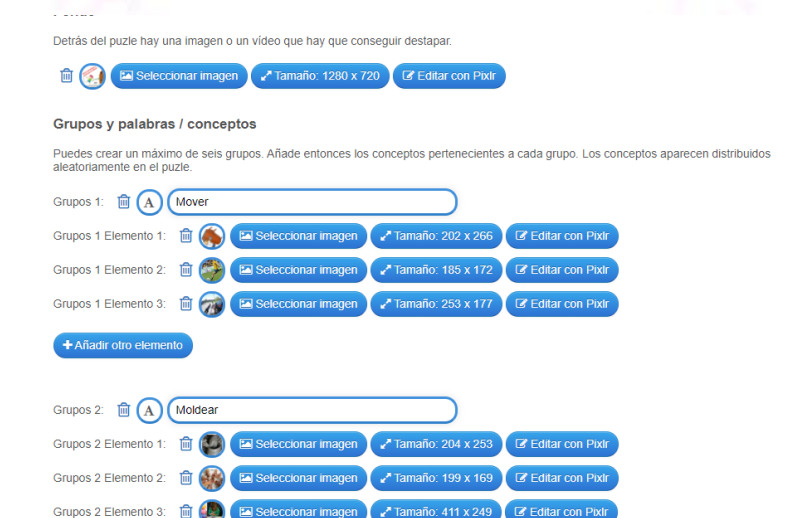 Detrás del puzle hay una imagen o un vídeo que hay que conseguir destapar.
Seleccionar imagen Tamaño: 1280 x 720 Editar con Pixlr
Grupos y palabras / conceptos
Puedes crear un máximo de seis grupos. Añade entonces los conceptos pertenecientes a cada grupo. Los conceptos aparecen distribuidos
aleatoriamente en el puzle.
Grupos 1: A Mover
Grupos 1 Elemento 1: Seleccionar imagen Tamaño: 202 x 266 Editar con Pixlr
Grupos 1 Elemento 2: Seleccionar imagen Tamaño: 185 x 172 Editar con Pixlr
Grupos 1 Elemento 3: Seleccionar imagen Tamaño: 253 x 177 Editar con Pixlr
Añadir otro elemento
Grupos 2: A Moldear
Grupos 2 Elemento 1: Seleccionar imagen Tamaño: 204 x 253 Editar con Pixlr
Grupos 2 Elemento 2: Seleccionar imagen Tamaño: 199 x 169 Editar con Pixlr
Grupos 2 Elemento 3: Seleccionar imagen Tamaño: 411 x 249 Editar con Pixlr